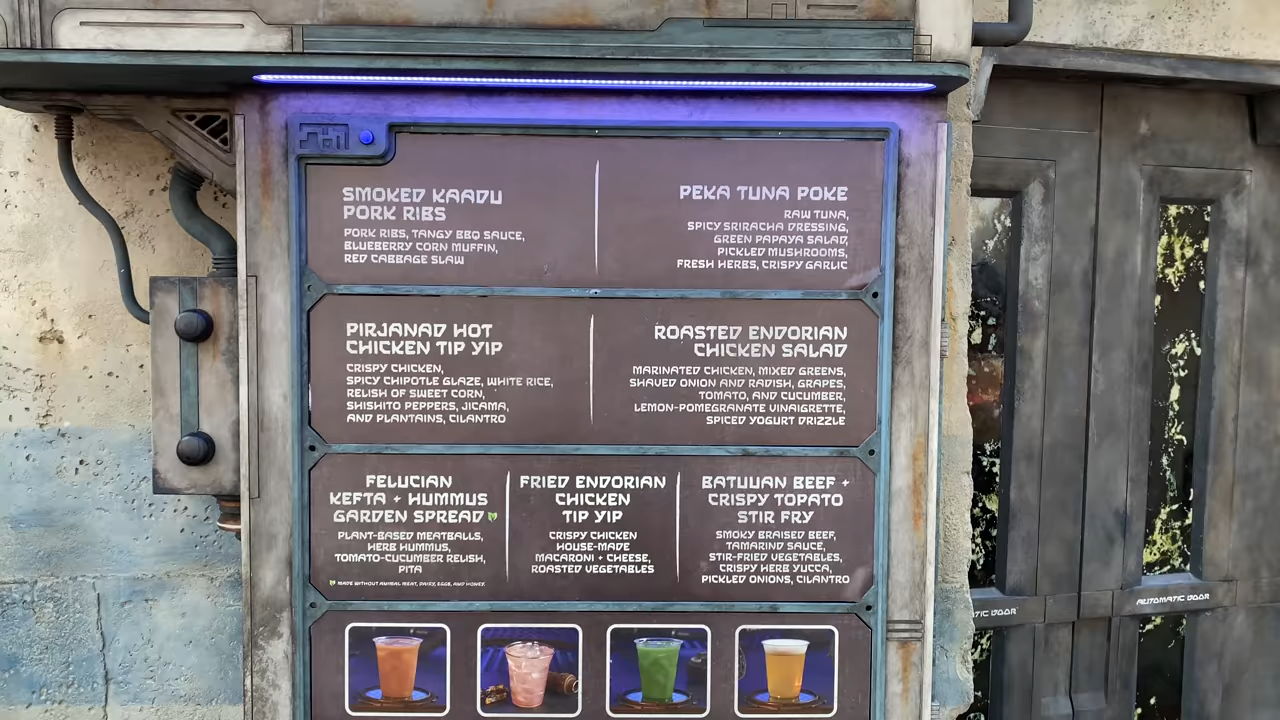 SMOKED KAADU
PORK RIBS
PORK RIBS, TANGY BBQ SAUCE,
BLUEBERRY CORN MUFFIN,
RED CABBAGE SLAW
PEKA TUNA POKE
RAW TUNA,
SPICY SRIRACHA DRESSING,
GREEN PAPAYA SALAD,
PICKLED MUSHROOMS,
FRESH HERBS, CRISPY GARLIC
PIRJANAD HOT
CHICKEN TIP YIP
CRISPY CHICKEN,
SPICY CHIPOTLE GLAZE, WHITE RICE,
RELISH OF SWEET CORN,
SHISHITO PEPPERS, JICAMA,
AND PLANTAINS, CILANTRO
ROASTED ENDORIAN
CHICKEN SALAD
MARINATED CHICKEN, MIXED GREENS,
SHAVED ONION AND RADISH, GRAPES,
TOMATO, AND CUCUMBER,
LEMON-POMEGRANATE VINAIGRETTE,
SPICED YOGURT DRIZZLE
FELUCIAN
KEFTA + HUMMUS
GARDEN SPREAD
PLANT-BASED MEATBALLS,
HERB HUMMUS,
TOMATO-CUCUMBER RELISH,
PITA
MADE WITHOUT ANIMAL MEAT, DAIRY, EGGS, AND HONEY.
FRIED ENDORIAN
CHICKEN
TIP YIP
CRISPY CHICKEN
HOUSE-MADE
MACARONI + CHEESE,
ROASTED VEGETABLES
BATUUAN BEEF +
CRISPY TOPATO
STIR FRY
SMOKY BRAISED BEEF,
TAMARIND SAUCE,
STIR-FRIED VEGETABLES,
CRISPY HERB YUCCA,
PICKLED ONIONS, CILANTRO
TIC DOOR
AUTOMATIC DOOR